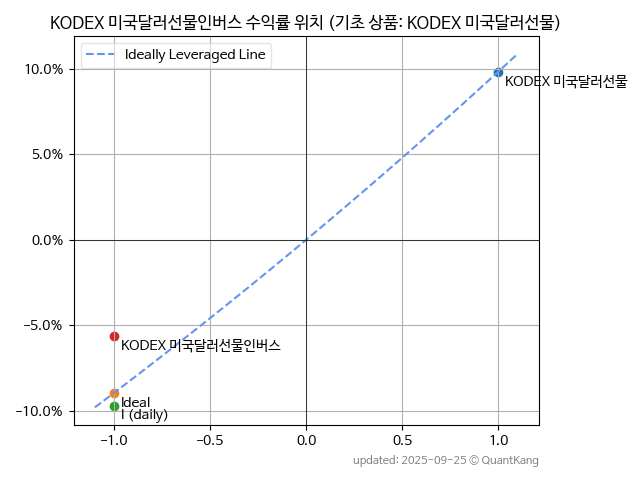 KODEX 미국달러선물인버스 수익률 위치 (기초 상품: KODEX 미국달러선물)
Ideally Leveraged Line
10.0%
KODEX 미국달러선물
5.0%
0.0%
−5.0%
KODEX 미국달러선물인버스
Ideal
I (daily)
−10.0%
−1.0 −0.5 0.0 0.5 1.0
updated: 2025-09-25 © QuantKang